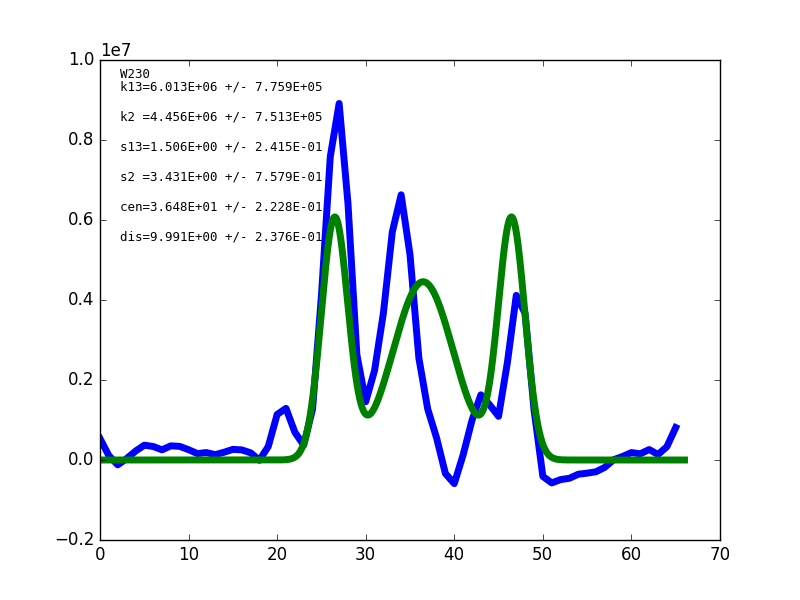 1e7
W230
k13=6.013E+06 +/- 7.759E+05
k2 =4.456E+06 +/- 7.513E+05
s13=1.506E+00 +/- 2.415E-01
s2 =3.431E+00 +/- 7.579E-01
cen=3.648E+01 +/- 2.228E-01
dis=9.991E+00 +/- 2.376E-01
1.0
0.8
0.6
0.4
0.2
0.0
−0.2
0 10 20 30 40 50 60 70